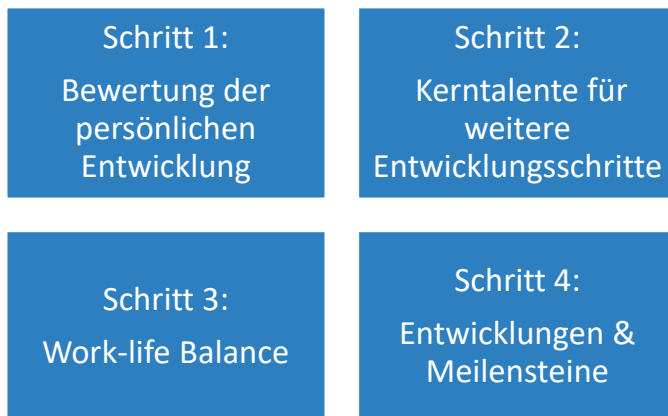 Schritt 1:
Bewertung der
persönlichen
Entwicklung
Schritt 2:
Kerntalente für
weitere
Entwicklungsschritte
Schritt 3:
Work-life Balance
Schritt 4:
Entwicklungen &
Meilensteine